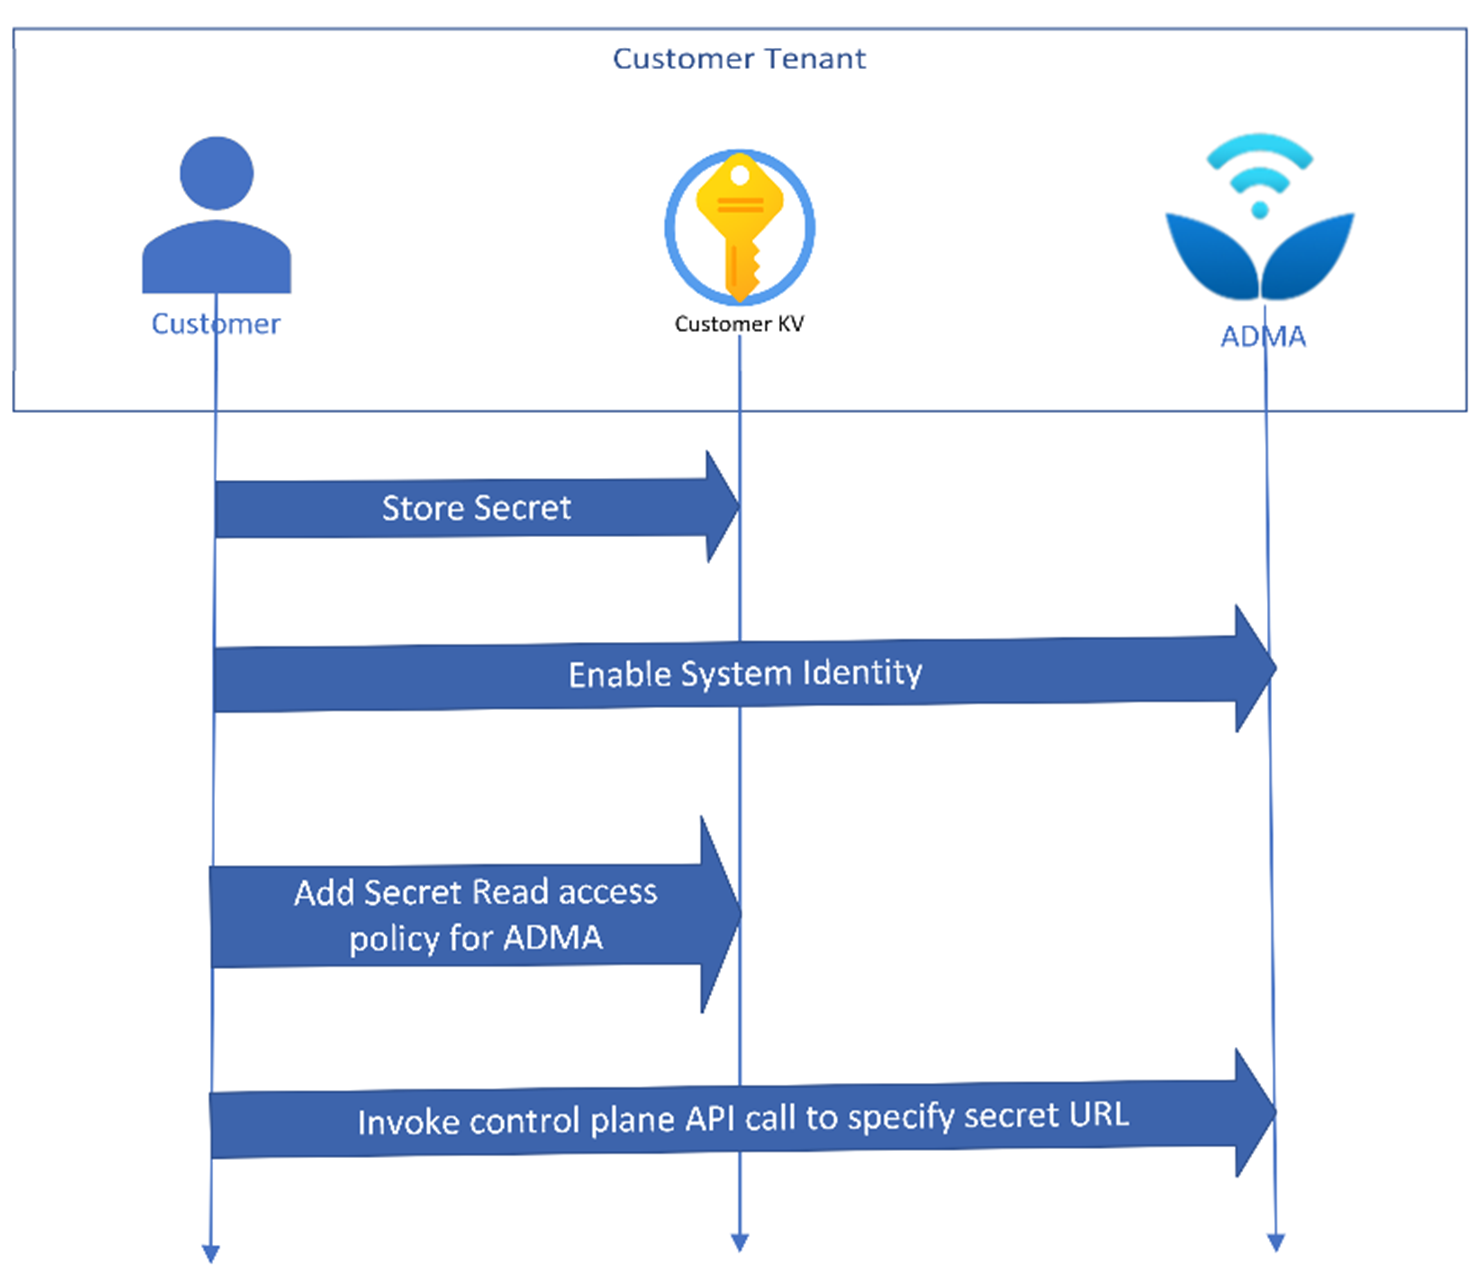 Customer Tenant
Customer
Customer KV
ADMA
Store Secret
Enable System Identity
Add Secret Read access
policy for ADMA
Invoke control plane API call to specify secret URL